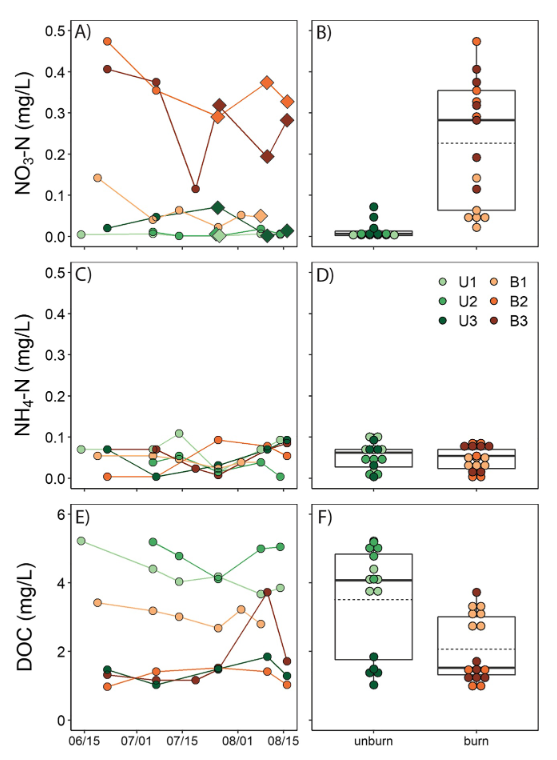 A)
B)
NO3-N (mg/L)
0.5
0.4
0.3
0.2
0.1
0.0
C)
D)
NH4-N (mg/L)
0.5
0.4
0.3
0.2
0.1
0.0
U1 B1
U2 B2
U3 B3
E)
F)
DOC (mg/L)
6
4
2
0
06/15 07/01 07/15 08/01 08/15
unburn burn